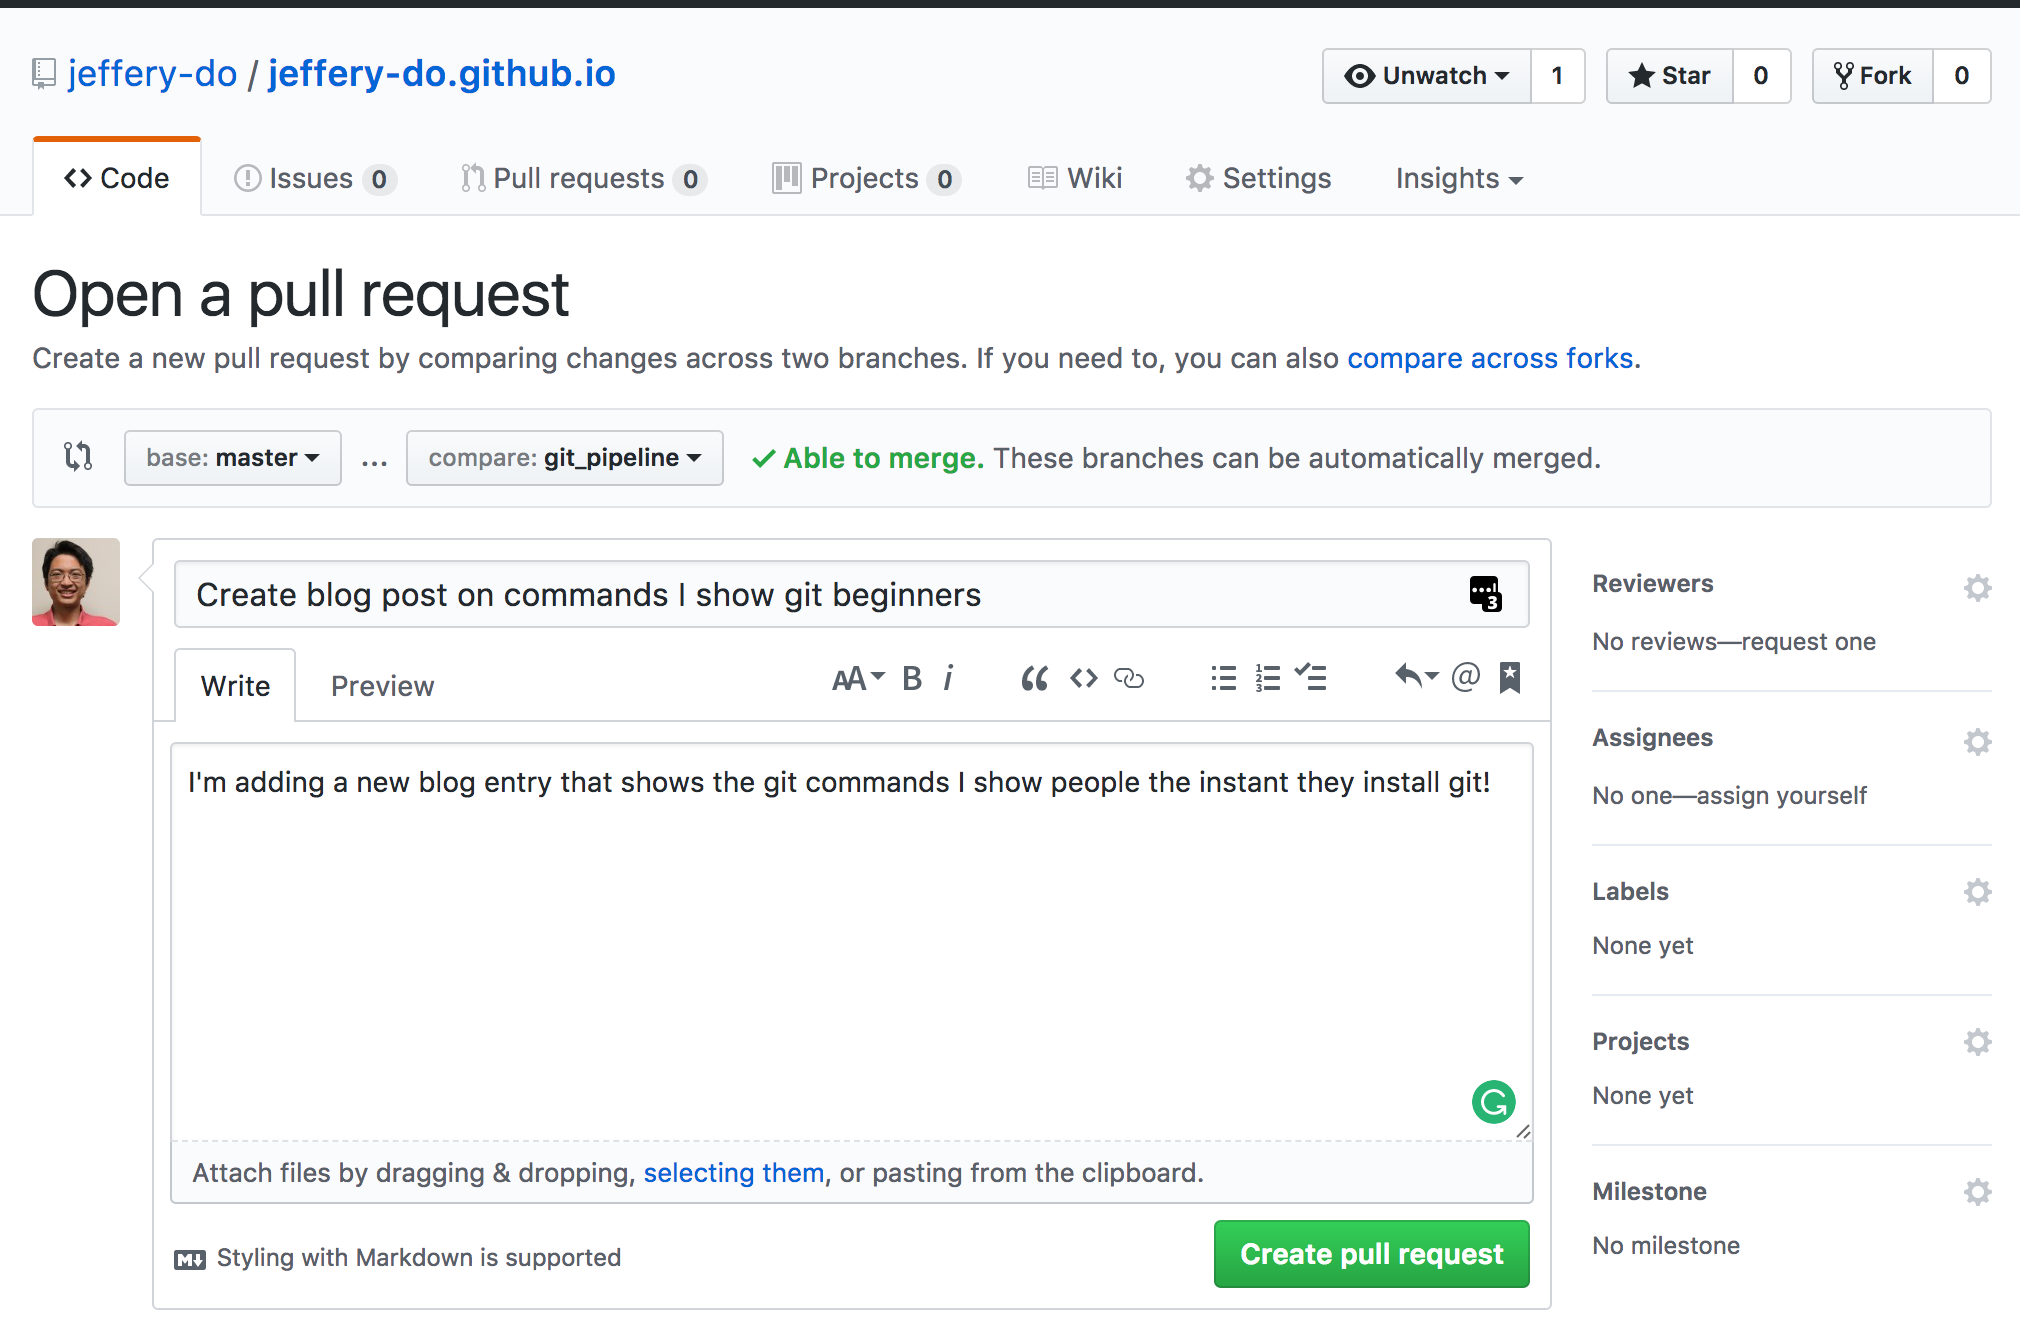 jeffery-do / jeffery-do.github.io
Unwatch 1 Star 0 Fork 0
Code Issues 0 Pull requests 0 Projects 0 Wiki Settings Insights
Open a pull request
Create a new pull request by comparing changes across two branches. If you need to, you can also compare across forks.
base: master ... compare: git_pipeline Able to merge. These branches can be automatically merged.
Create blog post on commands I show git beginners
3
Write Preview AA B i
I'm adding a new blog entry that shows the git commands I show people the instant they install git!
Attach files by dragging & dropping, selecting them, or pasting from the clipboard.
Styling with Markdown is supported
Create pull request
Reviewers
No reviews—request one
Assignees
No one—assign yourself
Labels
None yet
Projects
None yet
Milestone
No milestone